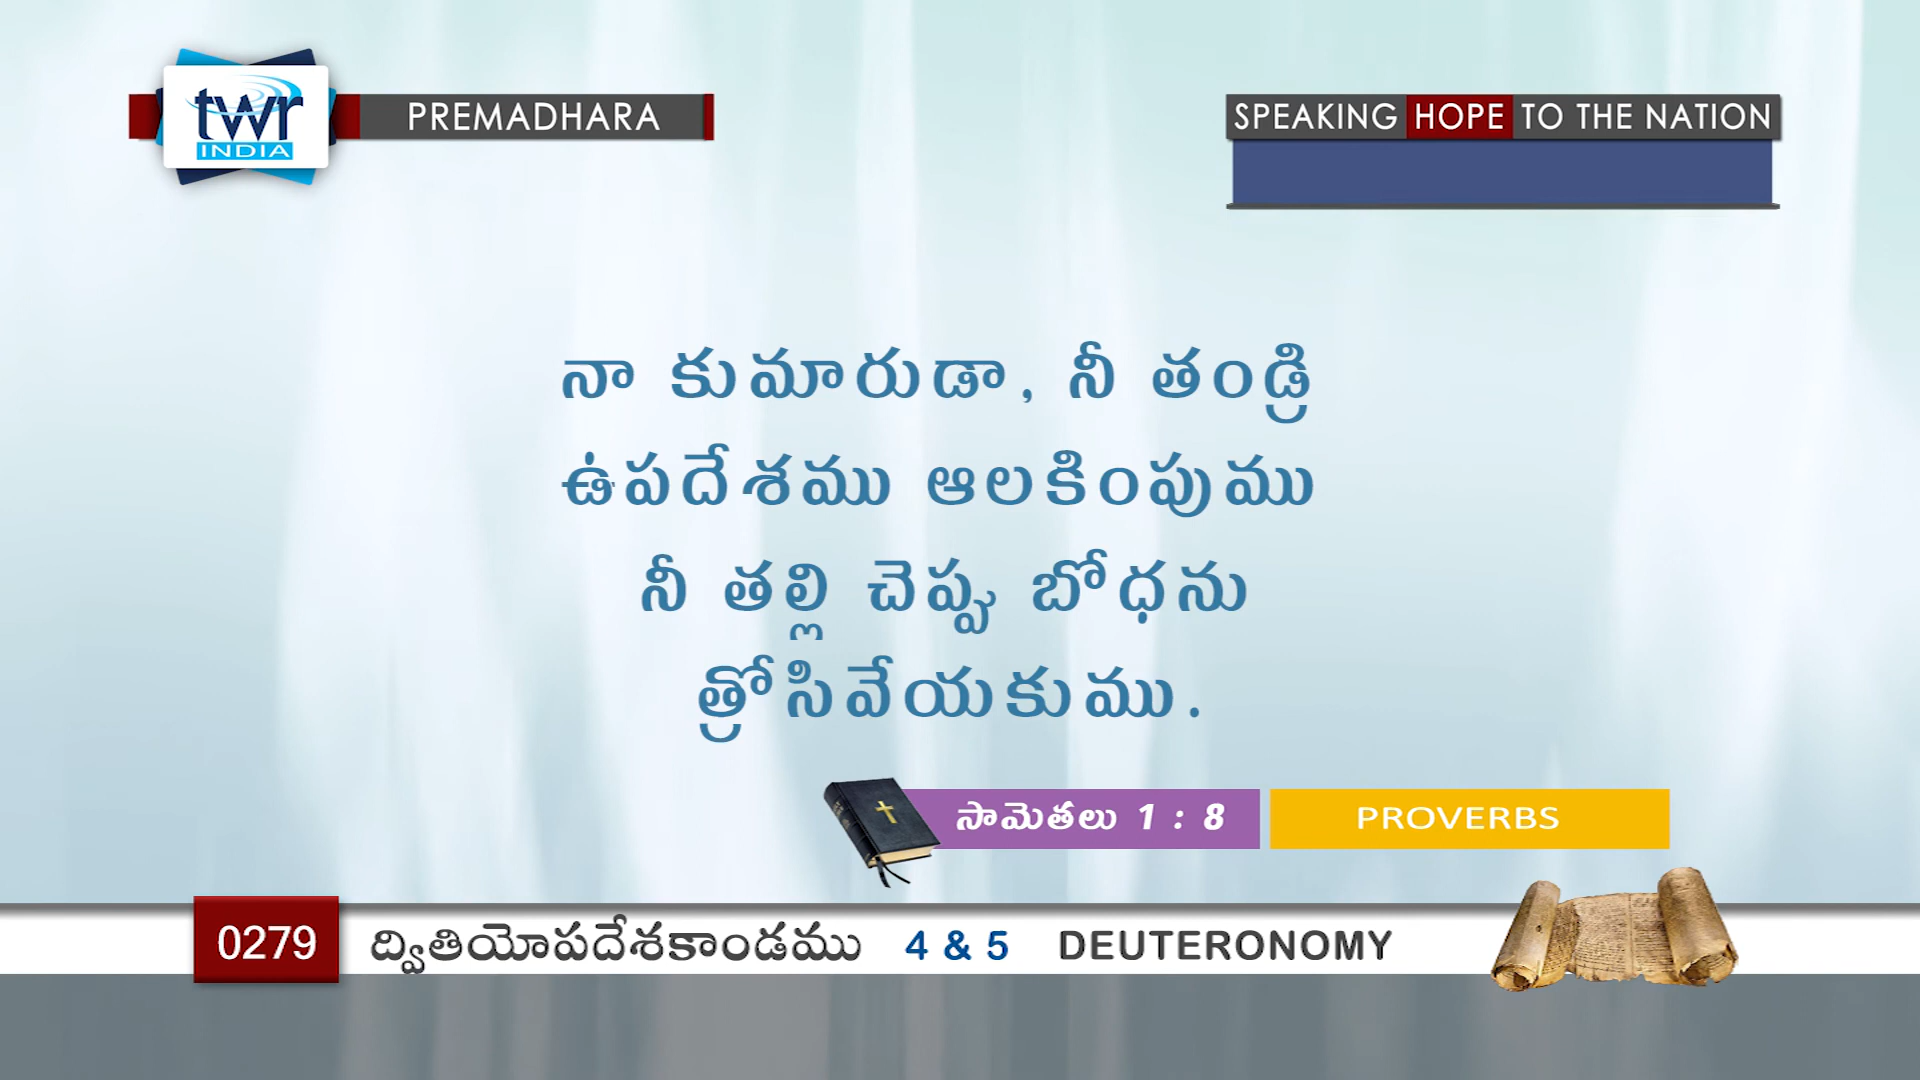 twr
INDIA
PREMADHARA
SPEAKING HOPE TO THE NATION
నా కుమారుడా, నీ తండ్రి
ఉపదేశము ఆలకింపుము
నీ తల్లి చెప్పు బోధను
త్రోసివేయకుము.
సామెతలు 1 : 8
PROVERBS
0279 ద్వితియోపదేశకాండము 4 & 5 DEUTERONOMY